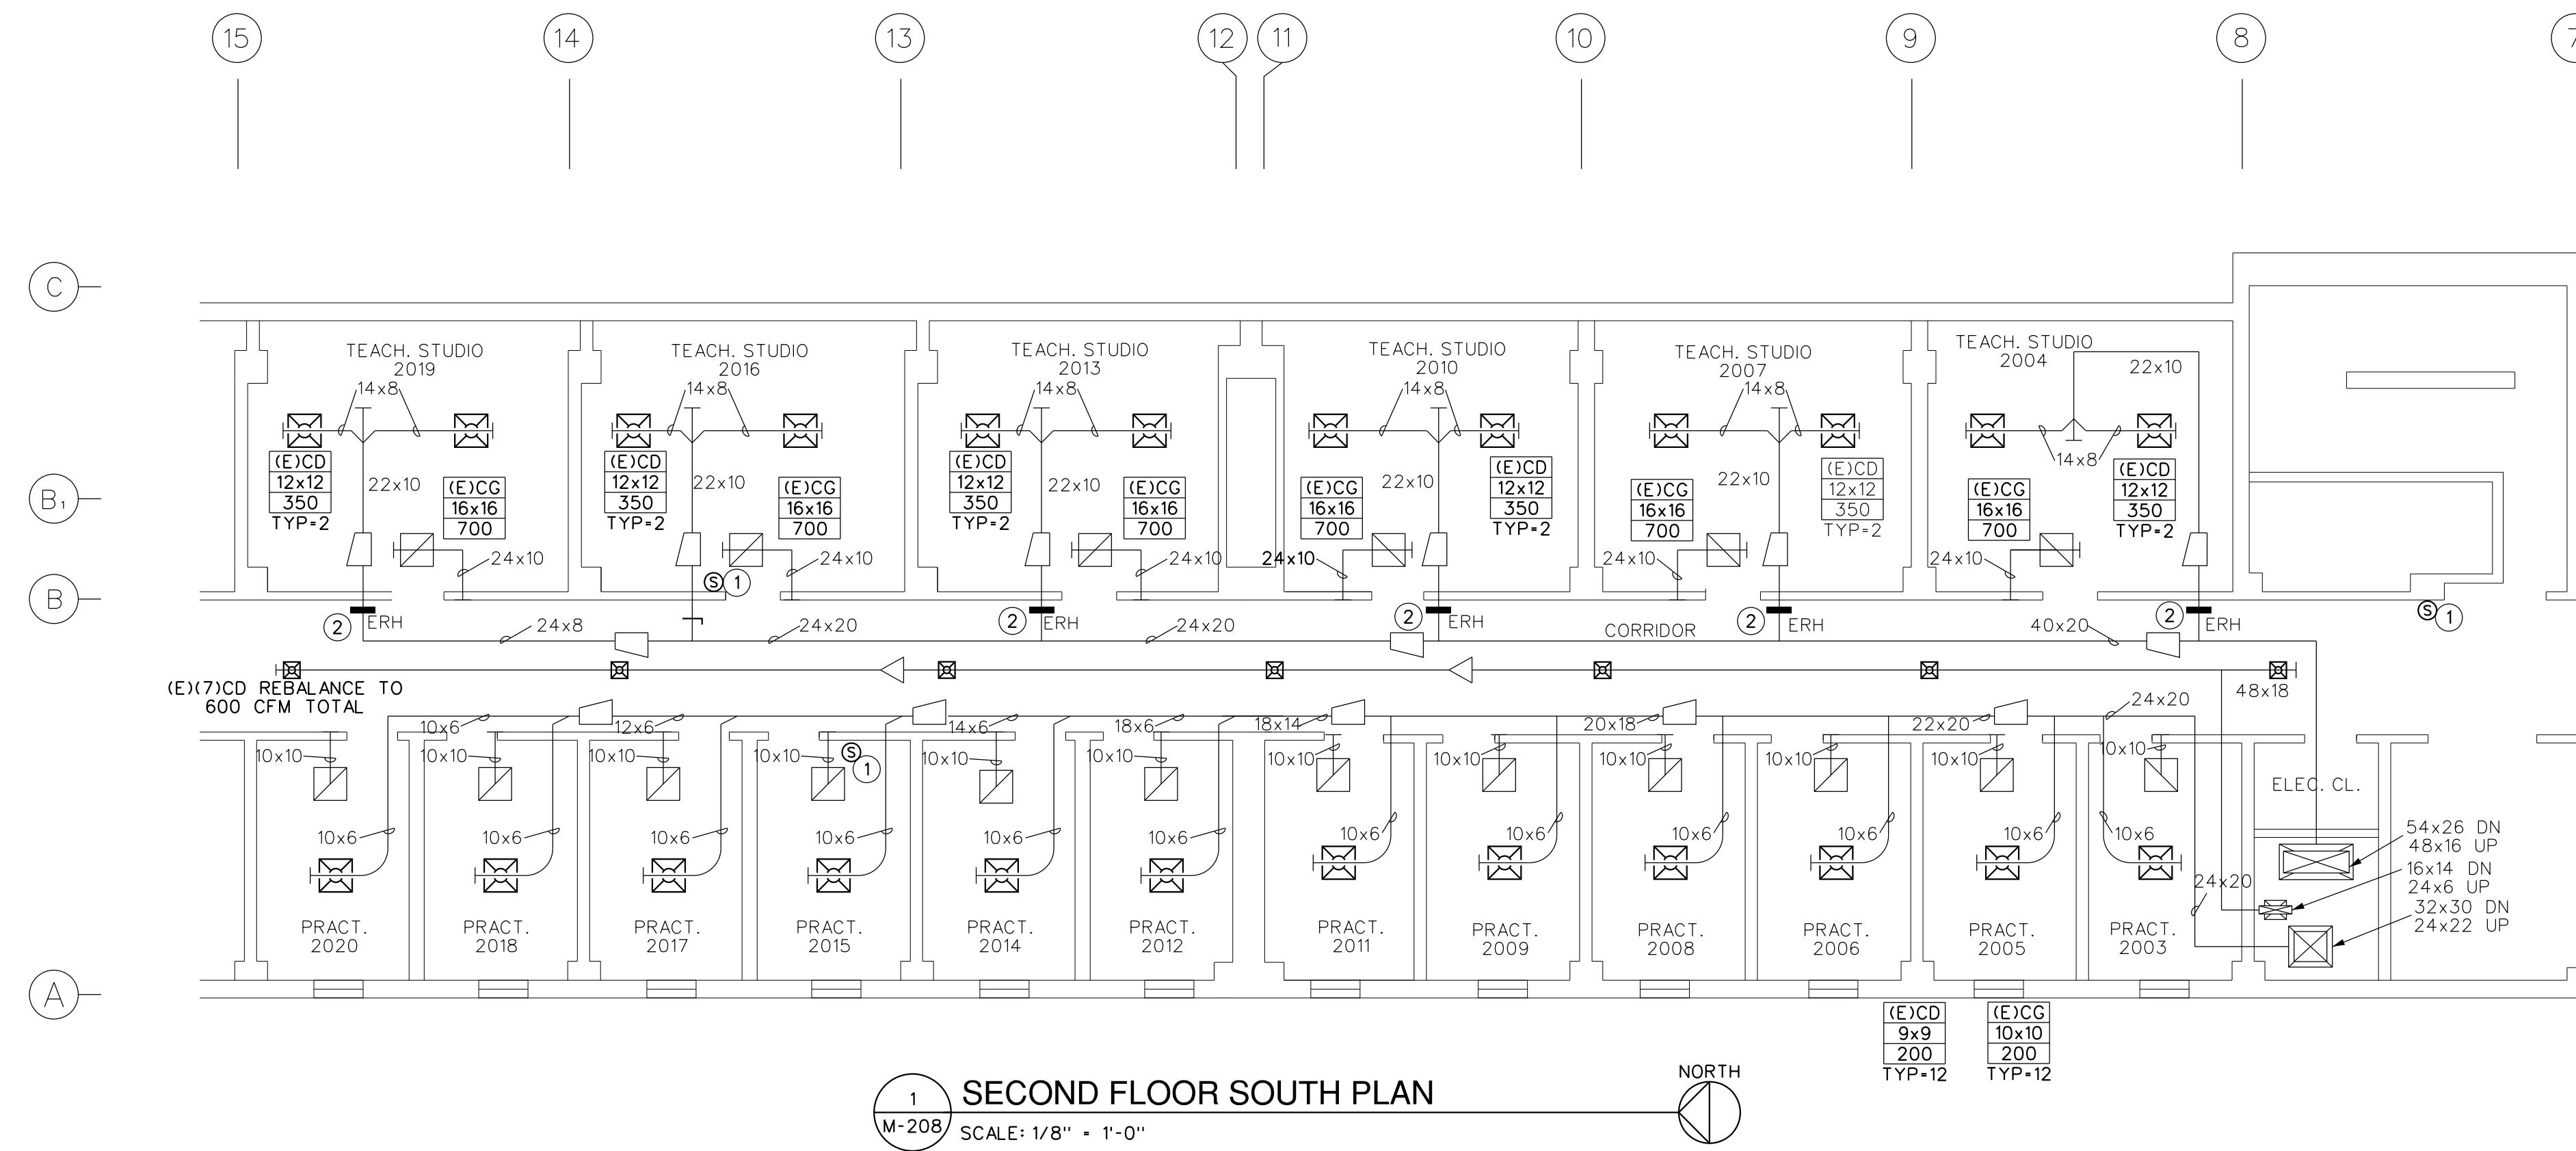 15
14
13
12
11
10
9
8
7
C
B₁
B
A
TEACH. STUDIO
2019
14x8
(E)CD
12x12
350
TYP=2
22x10
(E)CG
16x16
700
24x10
2
ERH
TEACH. STUDIO
2016
14x8
(E)CD
12x12
350
TYP=2
22x10
(E)CG
16x16
700
24x10
S
1
TEACH. STUDIO
2013
14x8
(E)CD
12x12
350
TYP=2
22x10
(E)CG
16x16
700
24x10
2
ERH
TEACH. STUDIO
2010
14x8
(E)CG
16x16
700
22x10
(E)CD
12x12
350
TYP=2
24x10
2
ERH
TEACH. STUDIO
2007
14x8
(E)CG
16x16
700
22x10
(E)CD
12x12
350
TYP=2
24x10
2
ERH
TEACH. STUDIO
2004
22x10
14x8
(E)CG
16x16
700
(E)CD
12x12
350
TYP=2
24x10
2
ERH
S
1
24x8
24x20
24x20
CORRIDOR
40x20
(E)(7)CD REBALANCE TO
600 CFM TOTAL
48x18
10x6
12x6
14x6
18x6
18x14
20x18
22x20
24x20
10x10
10x10
10x10
10x10
S
1
10x10
10x10
10x10
10x10
10x10
10x10
10x10
10x10
10x6
10x6
10x6
10x6
10x6
10x6
10x6
10x6
10x6
10x6
10x6
10x6
ELEC. CL.
54x26 DN
48x16 UP
16x14 DN
24x6 UP
32x30 DN
24x22 UP
24x20
PRACT.
2020
PRACT.
2018
PRACT.
2017
PRACT.
2015
PRACT.
2014
PRACT.
2012
PRACT.
2011
PRACT.
2009
PRACT.
2008
PRACT.
2006
PRACT.
2005
PRACT.
2003
(E)CD
9x9
200
TYP=12
(E)CG
10x10
200
TYP=12
1
M-208
SECOND FLOOR SOUTH PLAN
SCALE: 1/8" = 1'-0"
NORTH